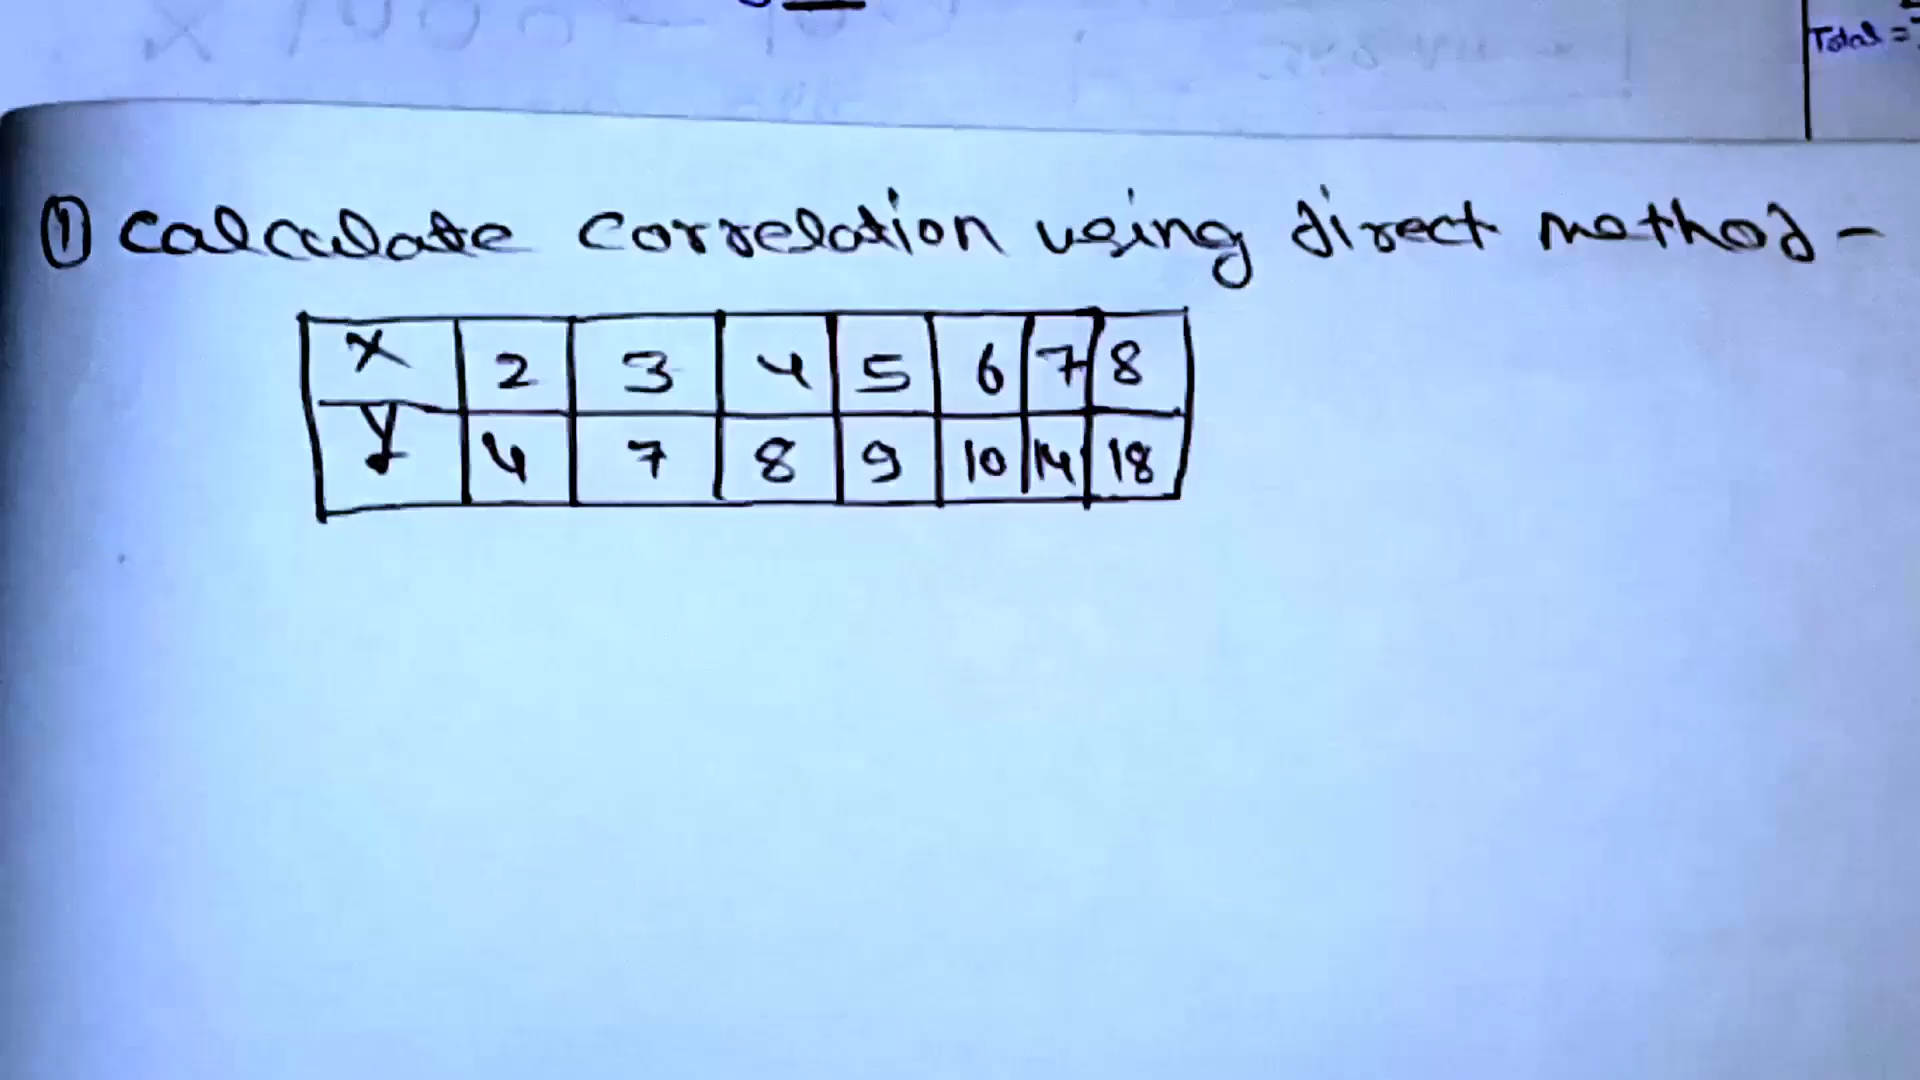 Total =
① Calculate correlation using direct method -
X 2 3 4 5 6 7 8
Y 4 7 8 9 10 14 18